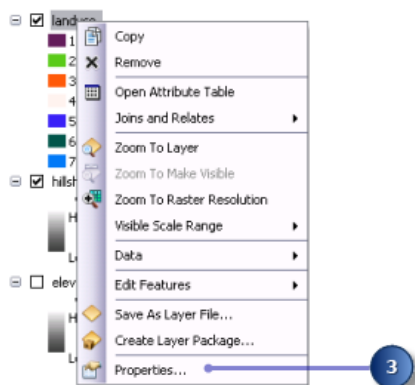 landuse
1
Copy
2
Remove
3
Open Attribute Table
4
Joins and Relates
5
6
Zoom To Layer
7
Zoom To Make Visible
hillsh
Zoom To Raster Resolution
H
Visible Scale Range
Lo
Data
elev
Edit Features
H
Save As Layer File...
Create Layer Package...
Lo
Properties...
3